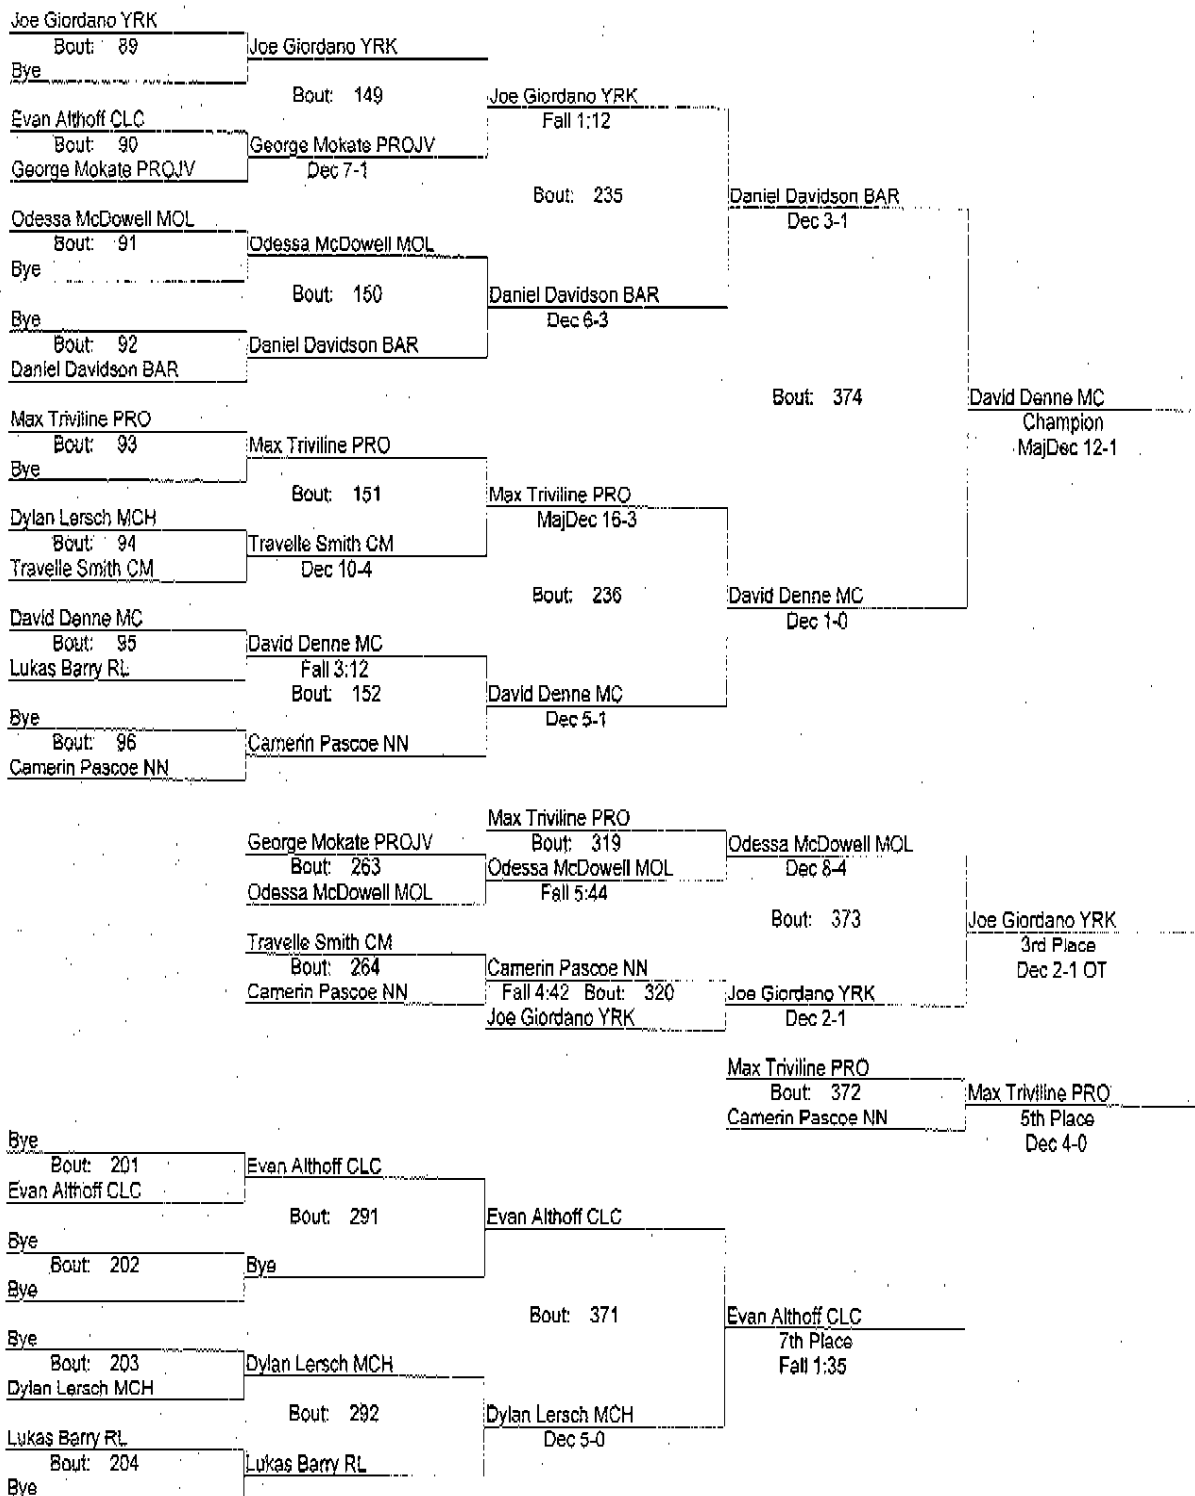 Joe Giordano YRK
Bout: 89
Bye
Joe Giordano YRK
Bout: 149
Evan Althoff CLC
Bout: 90
George Mokate PROJV
George Mokate PROJV
Dec 7-1
Joe Giordano YRK
Fall 1:12
Bout: 235
Odessa McDowell MOL
Bout: 91
Bye
Odessa McDowell MOL
Bout: 150
Bye
Bout: 92
Daniel Davidson BAR
Daniel Davidson BAR
Daniel Davidson BAR
Dec 6-3
Daniel Davidson BAR
Dec 3-1
Bout: 374
David Denne MC
Champion
MajDec 12-1
Max Triviline PRO
Bout: 93
Bye
Max Triviline PRO
Bout: 151
Dylan Lersch MCH
Bout: 94
Travelle Smith CM
Travelle Smith CM
Dec 10-4
Max Triviline PRO
MajDec 16-3
Bout: 236
David Denne MC
Dec 1-0
David Denne MC
Bout: 95
Lukas Barry RL
David Denne MC
Fall 3:12
Bout: 152
Bye
Bout: 96
Camerin Pascoe NN
Camerin Pascoe NN
David Denne MC
Dec 5-1
George Mokate PROJV
Bout: 263
Odessa McDowell MOL
Max Triviline PRO
Bout: 319
Odessa McDowell MOL
Fall 5:44
Odessa McDowell MOL
Dec 8-4
Bout: 373
Joe Giordano YRK
3rd Place
Dec 2-1 OT
Travelle Smith CM
Bout: 264
Camerin Pascoe NN
Camerin Pascoe NN
Fall 4:42 Bout: 320
Joe Giordano YRK
Joe Giordano YRK
Dec 2-1
Max Triviline PRO
Bout: 372
Camerin Pascoe NN
Max Triviline PRO
5th Place
Dec 4-0
Bye
Bout: 201
Evan Althoff CLC
Evan Althoff CLC
Bout: 291
Bye
Bout: 202
Bye
Bye
Evan Althoff CLC
Bout: 371
Evan Althoff CLC
7th Place
Fall 1:35
Bye
Bout: 203
Dylan Lersch MCH
Dylan Lersch MCH
Bout: 292
Dylan Lersch MCH
Dec 5-0
Lukas Barry RL
Bout: 204
Bye
Lukas Barry RL